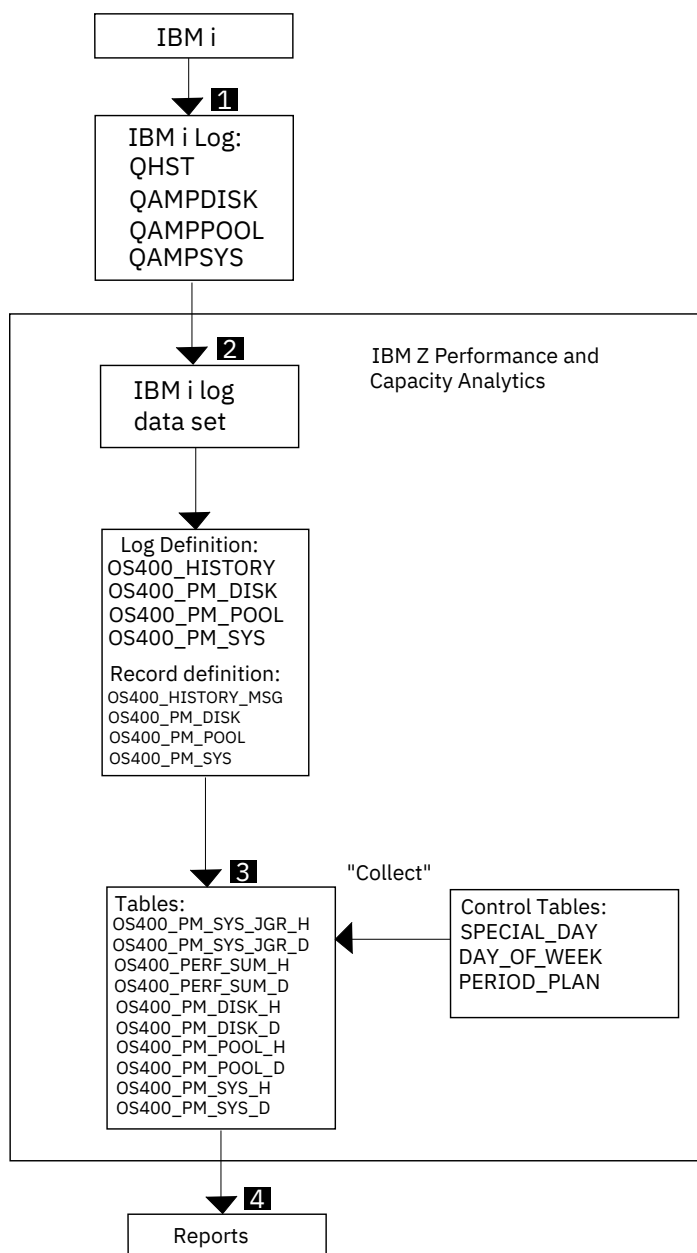 IBM i
1
IBM i Log:
QHST
QAMPDISK
QAMPPOOL
QAMPSYS
2
IBM Z Performance and
Capacity Analytics
IBM i log
data set
Log Definition:
OS400_HISTORY
OS400_PM_DISK
OS400_PM_POOL
OS400_PM_SYS
Record definition:
OS400_HISTORY_MSG
OS400_PM_DISK
OS400_PM_POOL
OS400_PM_SYS
3
"Collect"
Tables:
OS400_PM_SYS_JGR_H
OS400_PM_SYS_JGR_D
OS400_PERF_SUM_H
OS400_PERF_SUM_D
OS400_PM_DISK_H
OS400_PM_DISK_D
OS400_PM_POOL_H
OS400_PM_POOL_D
OS400_PM_SYS_H
OS400_PM_SYS_D
Control Tables:
SPECIAL_DAY
DAY_OF_WEEK
PERIOD_PLAN
4
Reports